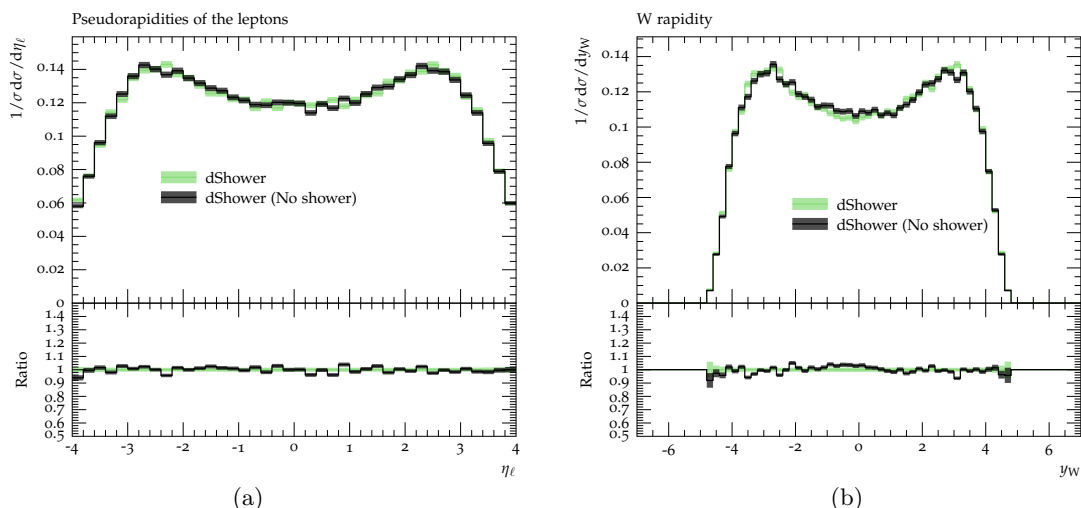 Pseudorapidities of the leptons
1/σ dσ/dηℓ
0.14
0.12
0.1
0.08
0.06
0.04
0.02
0
dShower
dShower (No shower)
Ratio
1.4
1.3
1.2
1.1
1
0.9
0.8
0.7
0.6
0.5
-4 -3 -2 -1 0 1 2 3 4
ηℓ
(a)
W rapidity
1/σ dσ/dyW
0.14
0.12
0.1
0.08
0.06
0.04
0.02
0
dShower
dShower (No shower)
Ratio
1.4
1.3
1.2
1.1
1
0.9
0.8
0.7
0.6
0.5
-6 -4 -2 0 2 4 6
yW
(b)